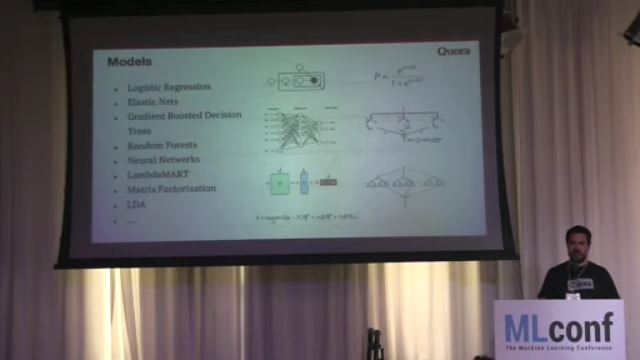 Models
Quora
Logistic Regression
Elastic Nets
Gradient Boosted Decision
Trees
Random Forests
Neural Networks
LambdaMART
Matrix Factorisation
LDA
....
MLconf
The Machine Learning Conference